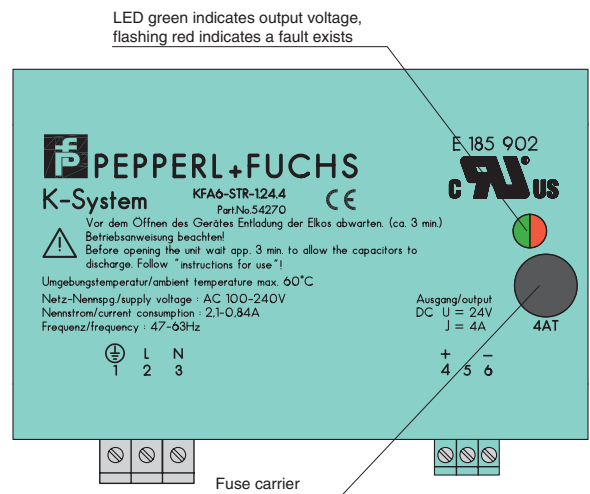 LED green indicates output voltage,
flashing red indicates a fault exists
E 185 902
PEPPERL+FUCHS
c RU US
K-System
KFA6-STR-1.24.4
Part.No.54270
CE
Vor dem Öffnen des Gerätes Entladung der Elkos abwarten. (ca. 3 min.)
Betriebsanweisung beachten!
Before opening the unit wait app. 3 min. to allow the capacitors to
discharge. Follow "instructions for use"!
Umgebungstemperatur/ambient temperature max. 60°C
Netz-Nennspg./supply voltage : AC 100-240V
Nennstrom/current consumption : 2,1-0,84A
Frequenz/frequency : 47-63Hz
Ausgang/output
DC U = 24V
J = 4A
4AT
L N
1 2 3
+ −
4 5 6
Fuse carrier